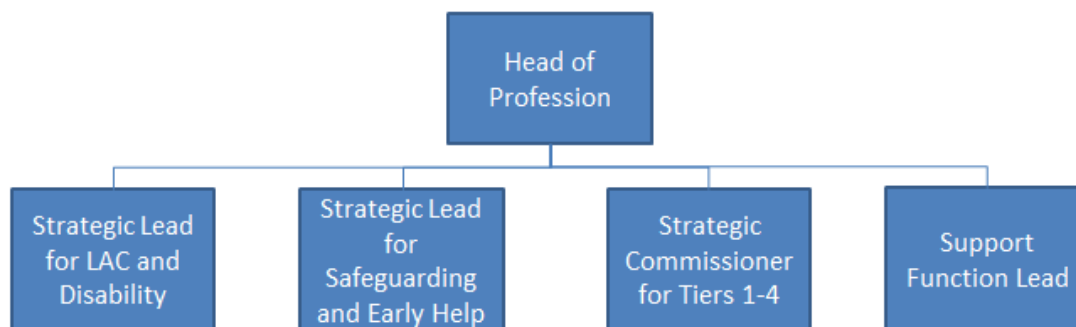 Head of
Profession
Strategic Lead
for LAC and
Disability
Strategic Lead
for
Safeguarding
and Early Help
Strategic
Commissioner
for Tiers 1-4
Support
Function Lead